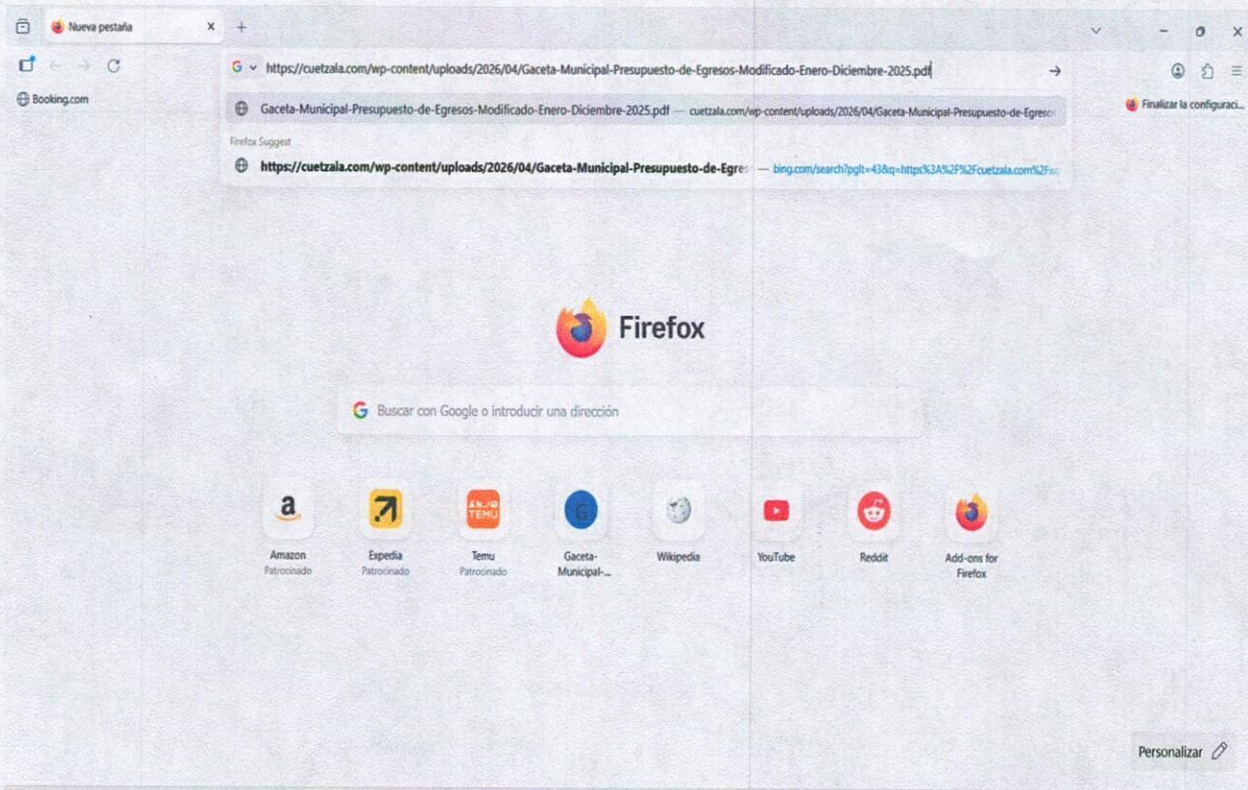 Nueva pestaña
https://cuetzala.com/wp-content/uploads/2026/04/Gaceta-Municipal-Presupuesto-de-Egresos-Modificado-Enero-Diciembre-2025.pdf
Booking.com
Finalizar la configuraci...
Gaceta-Municipal-Presupuesto-de-Egresos-Modificado-Enero-Diciembre-2025.pdf — cuetzala.com/wp-content/uploads/2026/04/Gaceta-Municipal-Presupuesto-de-Egreso
Firefox Suggest
https://cuetzala.com/wp-content/uploads/2026/04/Gaceta-Municipal-Presupuesto-de-Egres — bing.com/search?pglt=43&q=https%3A%2F%2Fcuetzala.com%2F
Firefox
Buscar con Google o introducir una dirección
a
TEMU
G
Amazon Expedia Temu Gaceta- Wikipedia YouTube Reddit Add-ons for
Patrocinado Patrocinado Patrocinado Municipal-... Firefox
Personalizar